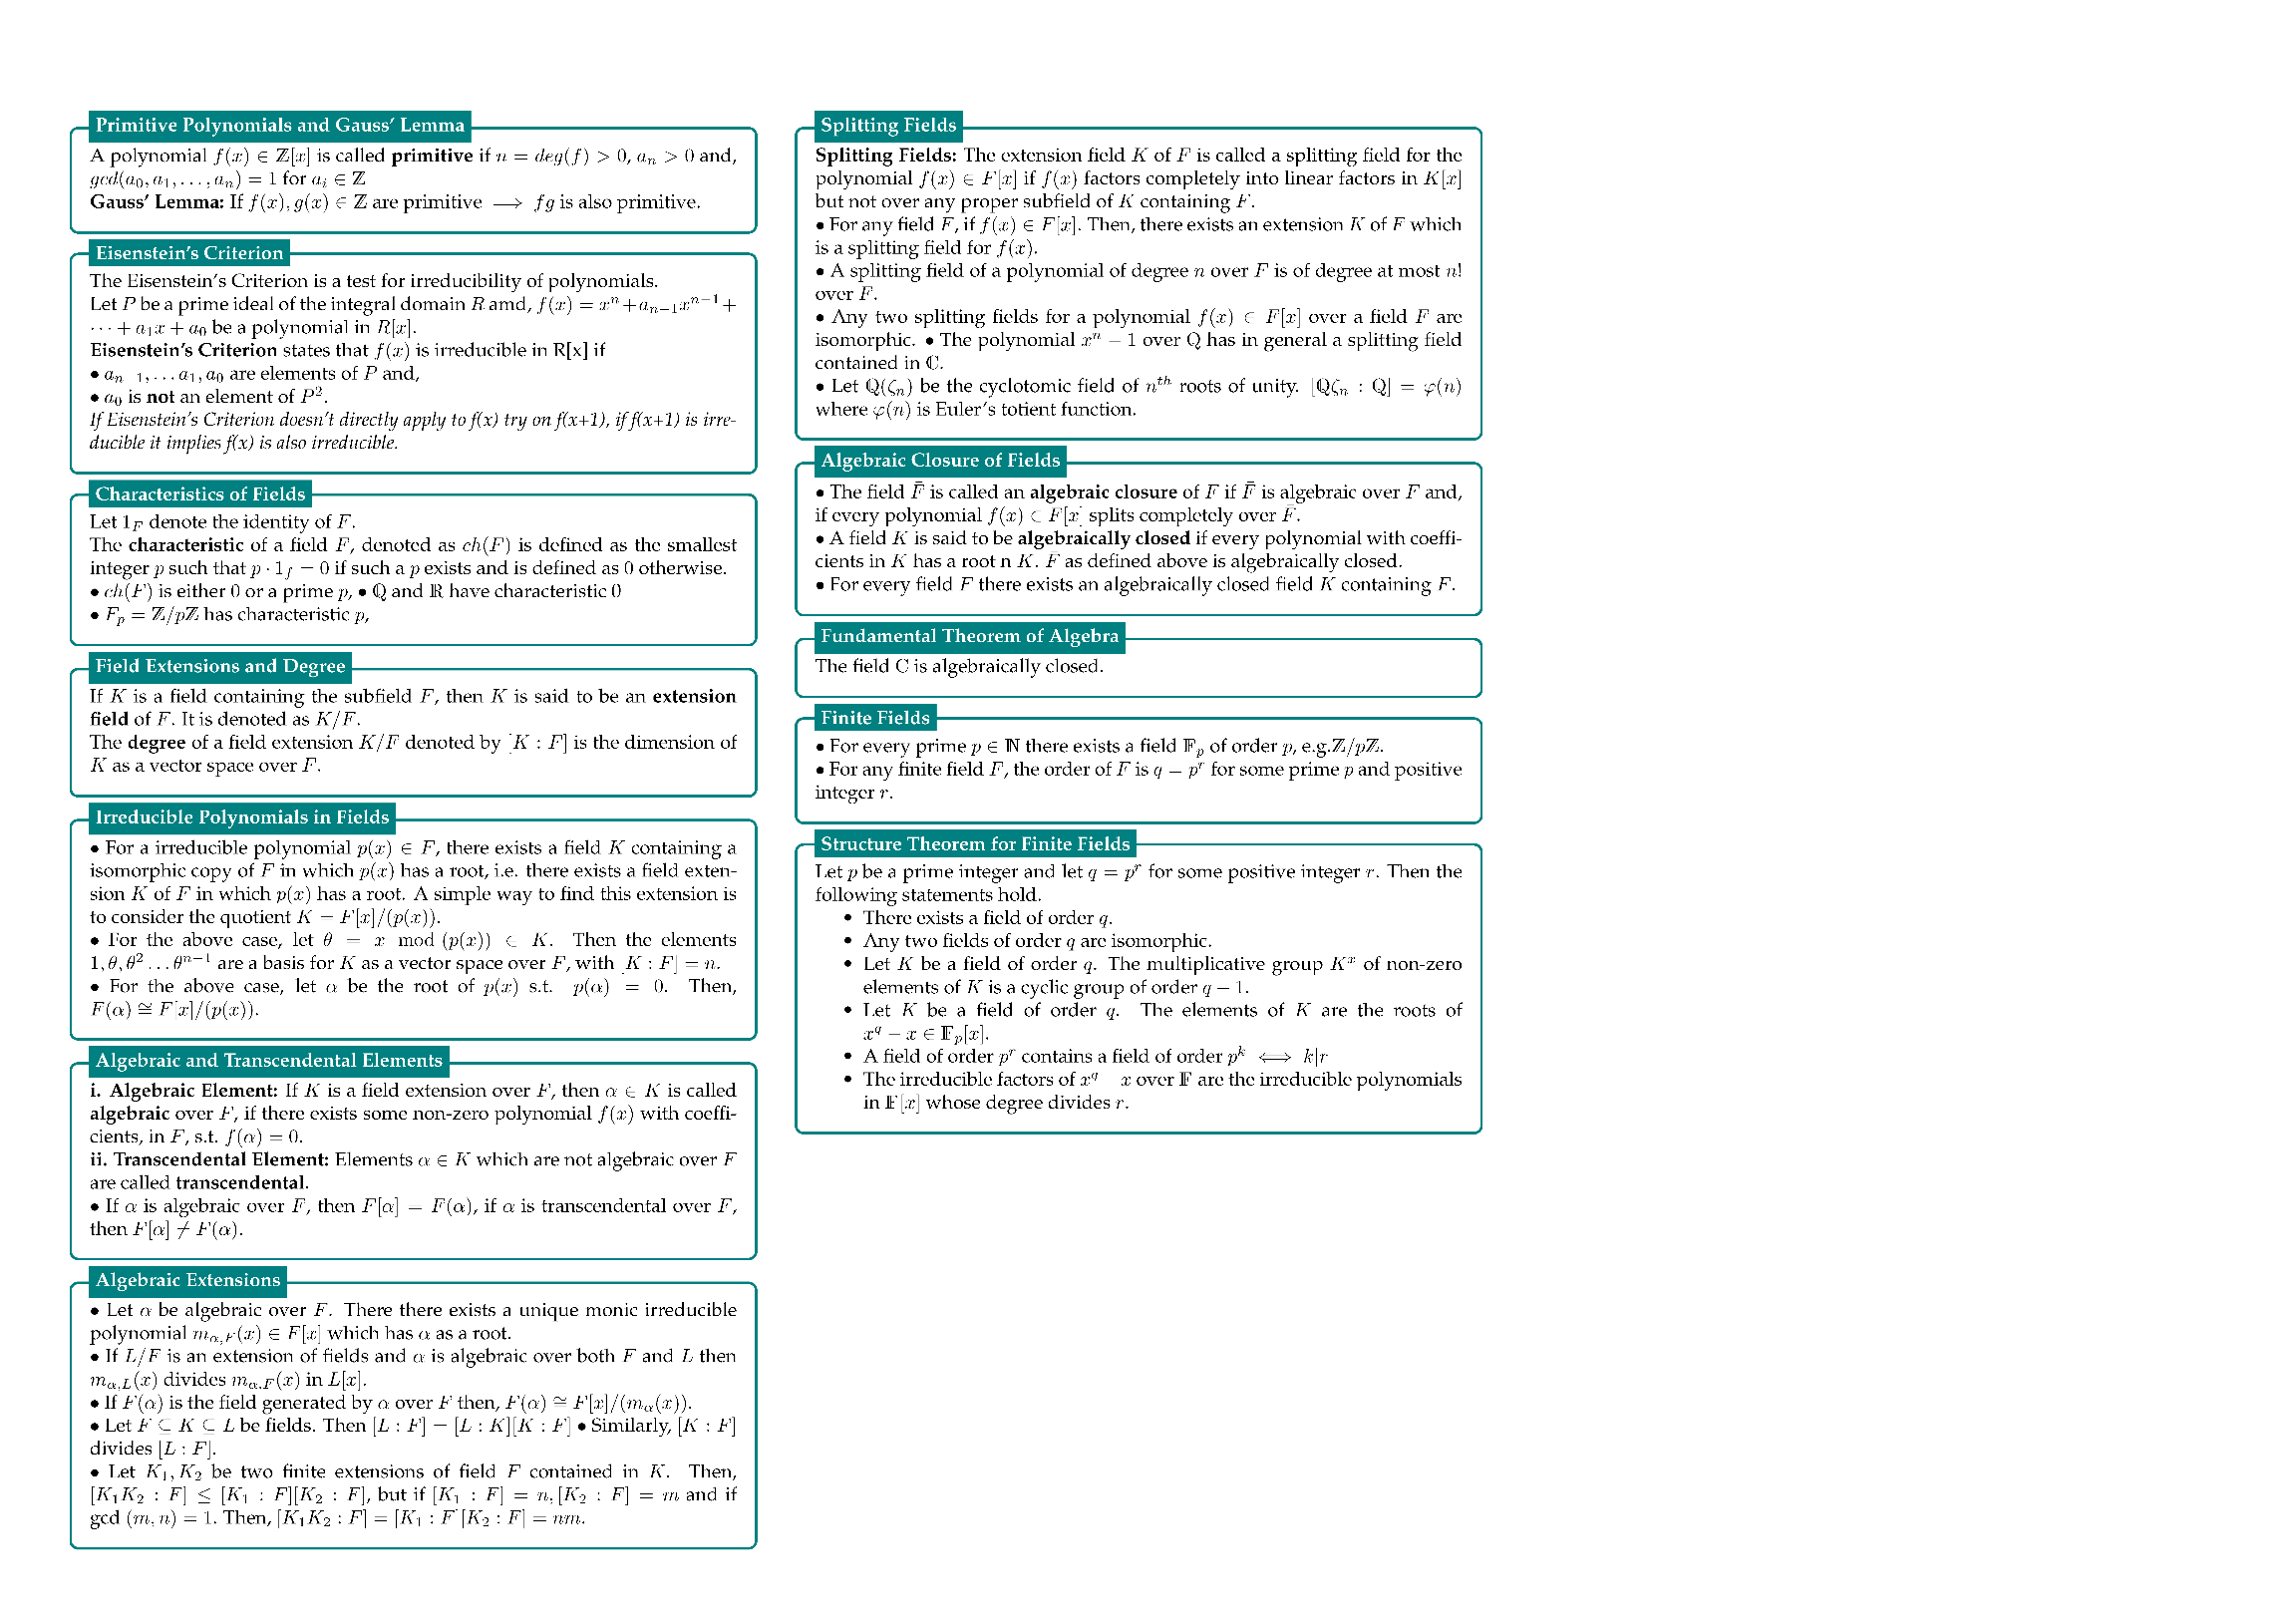 Primitive Polynomials and Gauss' Lemma
A polynomial f(x) ∈ ℤ[x] is called primitive if n = deg(f) > 0, aₙ > 0 and,
gcd(a₀, a₁, . . . , aₙ) = 1 for aᵢ ∈ ℤ
Gauss' Lemma: If f(x), g(x) ∈ ℤ are primitive ⟹ fg is also primitive.
Eisenstein's Criterion
The Eisenstein's Criterion is a test for irreducibility of polynomials.
Let P be a prime ideal of the integral domain R amd, f(x) = xⁿ + aₙ₋₁xⁿ⁻¹ +
· · · + a₁x + a₀ be a polynomial in R[x].
Eisenstein's Criterion states that f(x) is irreducible in R[x] if
• aₙ₋₁, . . . a₁, a₀ are elements of P and,
• a₀ is not an element of P².
If Eisenstein's Criterion doesn't directly apply to f(x) try on f(x+1), if f(x+1) is irre-
ducible it implies f(x) is also irreducible.
Characteristics of Fields
Let 1_F denote the identity of F.
The characteristic of a field F, denoted as ch(F) is defined as the smallest
integer p such that p · 1_f = 0 if such a p exists and is defined as 0 otherwise.
• ch(F) is either 0 or a prime p, • ℚ and ℝ have characteristic 0
• F_p = ℤ/pℤ has characteristic p,
Field Extensions and Degree
If K is a field containing the subfield F, then K is said to be an extension
field of F. It is denoted as K/F.
The degree of a field extension K/F denoted by [K : F] is the dimension of
K as a vector space over F.
Irreducible Polynomials in Fields
• For a irreducible polynomial p(x) ∈ F, there exists a field K containing a
isomorphic copy of F in which p(x) has a root, i.e. there exists a field exten-
sion K of F in which p(x) has a root. A simple way to find this extension is
to consider the quotient K = F[x]/(p(x)).
• For the above case, let θ = x mod (p(x)) ∈ K. Then the elements
1, θ, θ² . . . θⁿ⁻¹ are a basis for K as a vector space over F, with [K : F] = n.
• For the above case, let α be the root of p(x) s.t. p(α) = 0. Then,
F(α) ≅ F[x]/(p(x)).
Algebraic and Transcendental Elements
i. Algebraic Element: If K is a field extension over F, then α ∈ K is called
algebraic over F, if there exists some non-zero polynomial f(x) with coeffi-
cients, in F, s.t. f(α) = 0.
ii. Transcendental Element: Elements α ∈ K which are not algebraic over F
are called transcendental.
• If α is algebraic over F, then F[α] = F(α), if α is transcendental over F,
then F[α] ≠ F(α).
Algebraic Extensions
• Let α be algebraic over F. There there exists a unique monic irreducible
polynomial m_{α,F}(x) ∈ F[x] which has α as a root.
• If L/F is an extension of fields and α is algebraic over both F and L then
m_{α,L}(x) divides m_{α,F}(x) in L[x].
• If F(α) is the field generated by α over F then, F(α) ≅ F[x]/(m_α(x)).
• Let F ⊆ K ⊆ L be fields. Then [L : F] = [L : K][K : F] • Similarly, [K : F]
divides [L : F].
• Let K₁, K₂ be two finite extensions of field F contained in K. Then,
[K₁K₂ : F] ≤ [K₁ : F][K₂ : F], but if [K₁ : F] = n, [K₂ : F] = m and if
gcd (m, n) = 1. Then, [K₁K₂ : F] = [K₁ : F][K₂ : F] = nm.
Splitting Fields
Splitting Fields: The extension field K of F is called a splitting field for the
polynomial f(x) ∈ F[x] if f(x) factors completely into linear factors in K[x]
but not over any proper subfield of K containing F.
• For any field F, if f(x) ∈ F[x]. Then, there exists an extension K of F which
is a splitting field for f(x).
• A splitting field of a polynomial of degree n over F is of degree at most n!
over F.
• Any two splitting fields for a polynomial f(x) ∈ F[x] over a field F are
isomorphic. • The polynomial xⁿ − 1 over ℚ has in general a splitting field
contained in ℂ.
• Let ℚ(ζₙ) be the cyclotomic field of nᵗʰ roots of unity. [ℚζₙ : ℚ] = φ(n)
where φ(n) is Euler's totient function.
Algebraic Closure of Fields
• The field F̄ is called an algebraic closure of F if F̄ is algebraic over F and,
if every polynomial f(x) ⊂ F[x] splits completely over F̄.
• A field K is said to be algebraically closed if every polynomial with coeffi-
cients in K has a root n K. F̄ as defined above is algebraically closed.
• For every field F there exists an algebraically closed field K containing F.
Fundamental Theorem of Algebra
The field ℂ is algebraically closed.
Finite Fields
• For every prime p ∈ ℕ there exists a field 𝔽_p of order p, e.g.ℤ/pℤ.
• For any finite field F, the order of F is q = pʳ for some prime p and positive
integer r.
Structure Theorem for Finite Fields
Let p be a prime integer and let q = pʳ for some positive integer r. Then the
following statements hold.
• There exists a field of order q.
• Any two fields of order q are isomorphic.
• Let K be a field of order q. The multiplicative group Kˣ of non-zero
elements of K is a cyclic group of order q − 1.
• Let K be a field of order q. The elements of K are the roots of
x^q − x ∈ 𝔽_p[x].
• A field of order pʳ contains a field of order pᵏ ⟺ k|r
• The irreducible factors of x^q − x over 𝔽 are the irreducible polynomials
in 𝔽[x] whose degree divides r.